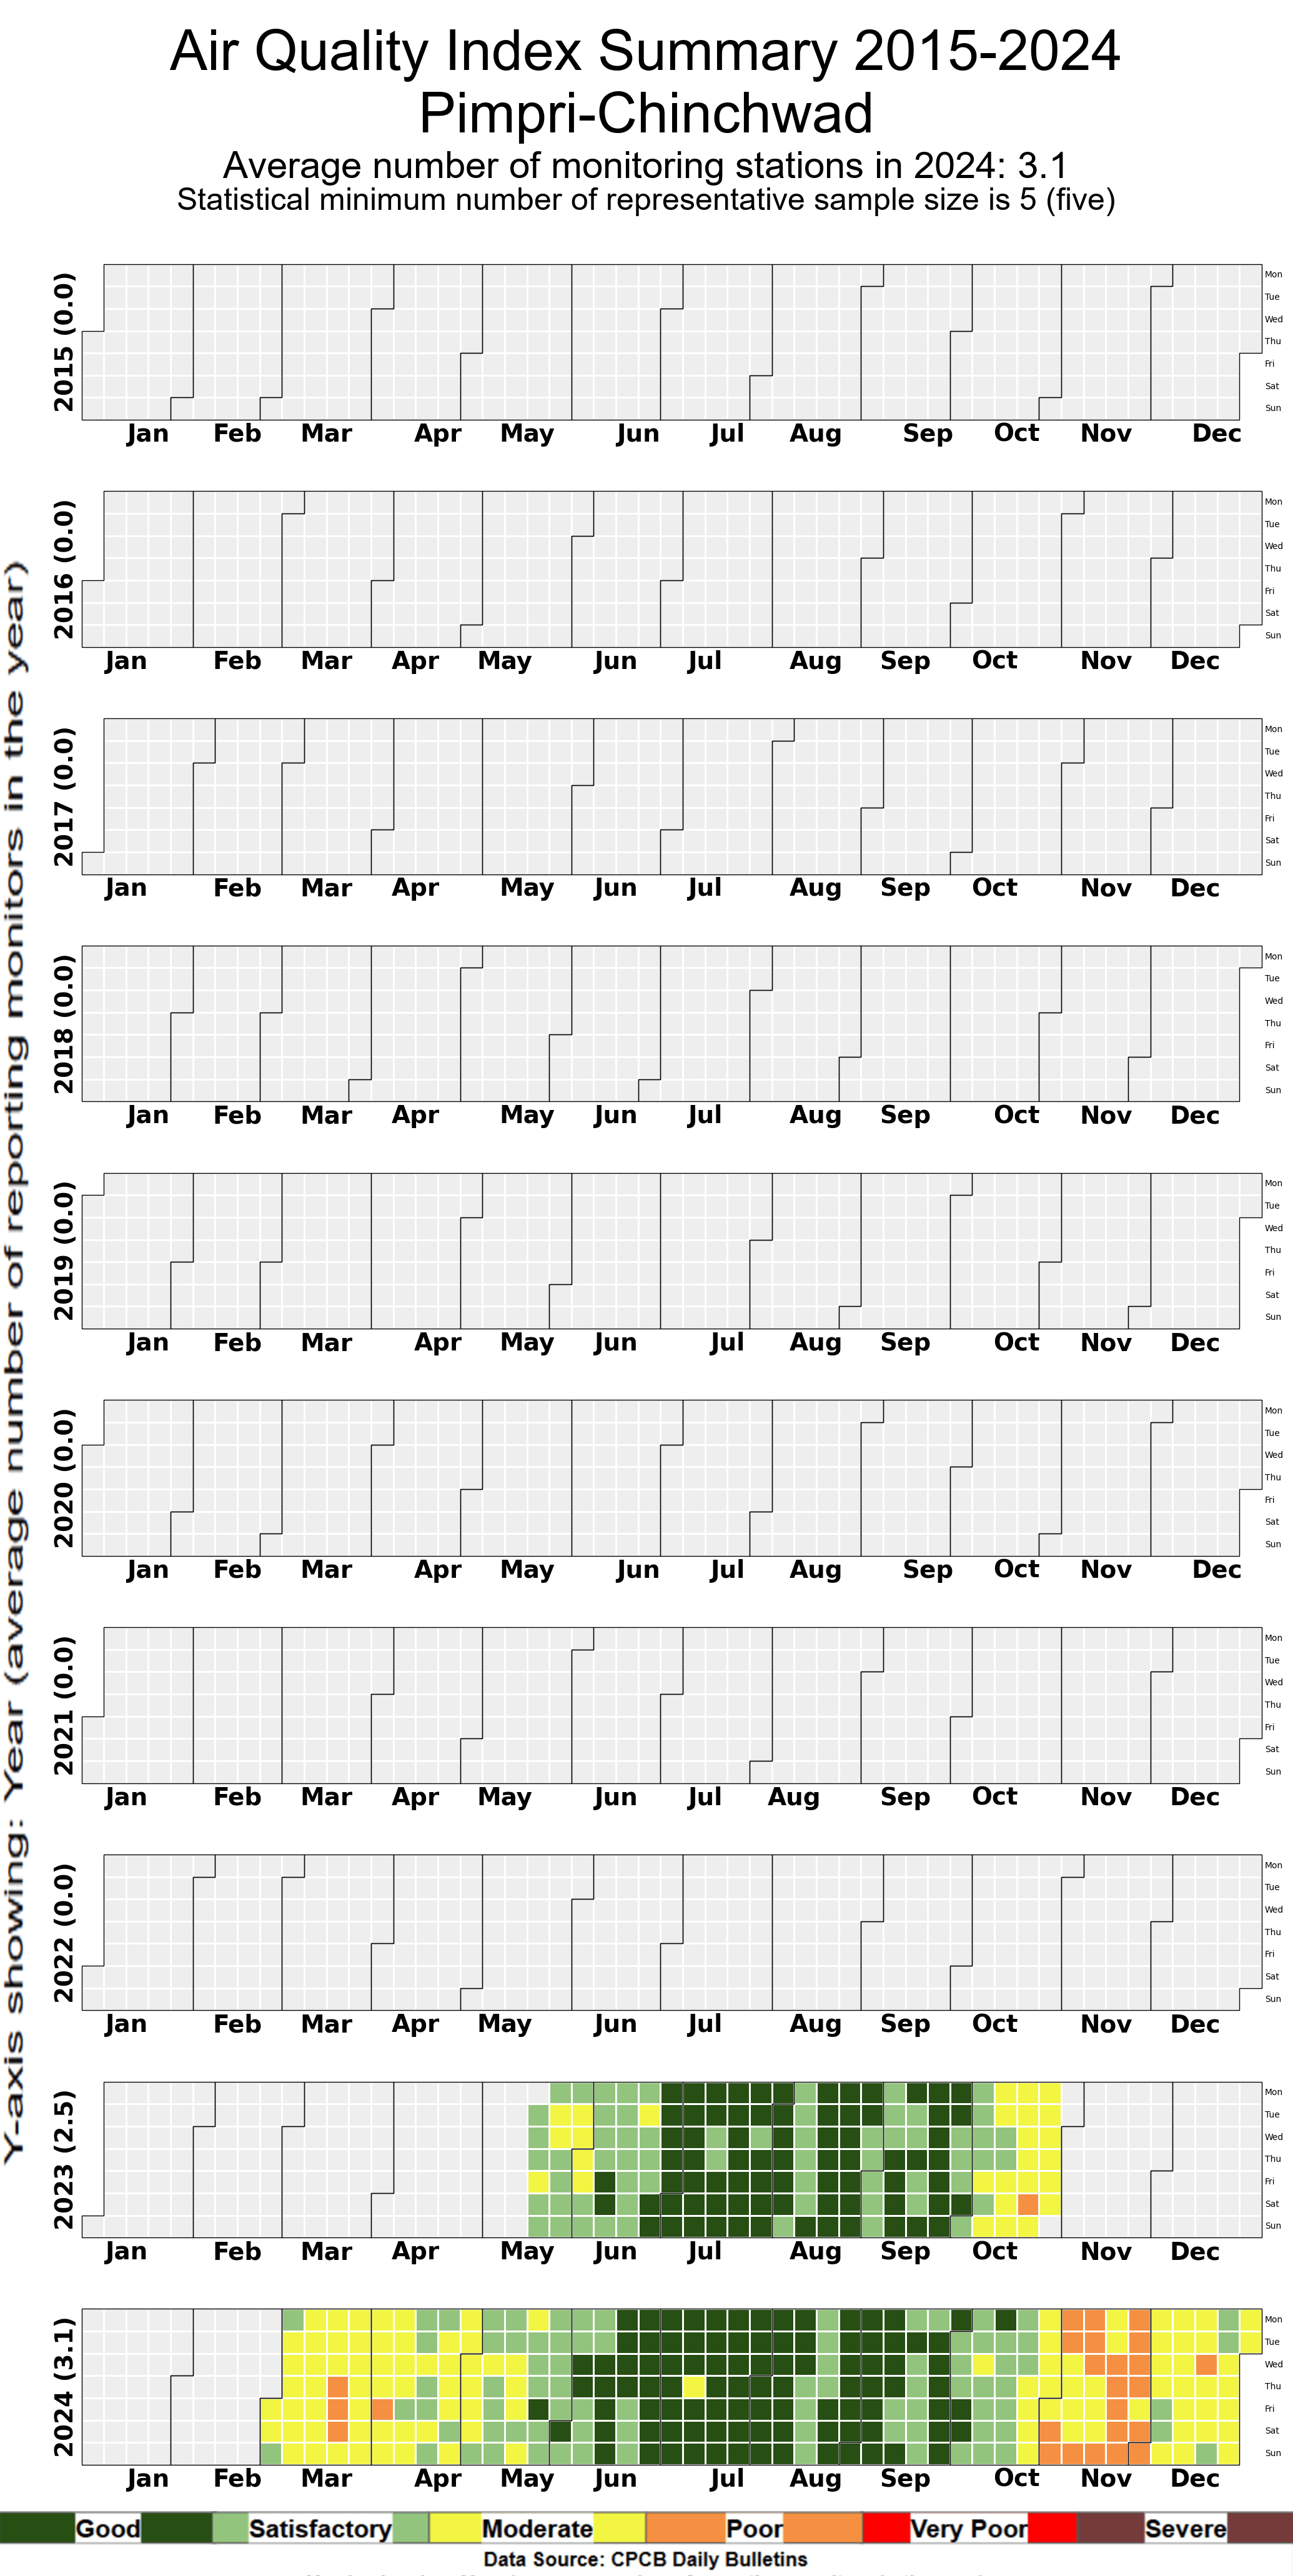 Air Quality Index Summary 2015-2024
Pimpri-Chinchwad
Average number of monitoring stations in 2024: 3.1
Statistical minimum number of representative sample size is 5 (five)
Y-axis showing: Year (average number of reporting monitors in the year)
2015 (0.0)
Mon
Tue
Wed
Thu
Fri
Sat
Sun
Jan Feb Mar Apr May Jun Jul Aug Sep Oct Nov Dec
2016 (0.0)
Mon
Tue
Wed
Thu
Fri
Sat
Sun
Jan Feb Mar Apr May Jun Jul Aug Sep Oct Nov Dec
2017 (0.0)
Mon
Tue
Wed
Thu
Fri
Sat
Sun
Jan Feb Mar Apr May Jun Jul Aug Sep Oct Nov Dec
2018 (0.0)
Mon
Tue
Wed
Thu
Fri
Sat
Sun
Jan Feb Mar Apr May Jun Jul Aug Sep Oct Nov Dec
2019 (0.0)
Mon
Tue
Wed
Thu
Fri
Sat
Sun
Jan Feb Mar Apr May Jun Jul Aug Sep Oct Nov Dec
2020 (0.0)
Mon
Tue
Wed
Thu
Fri
Sat
Sun
Jan Feb Mar Apr May Jun Jul Aug Sep Oct Nov Dec
2021 (0.0)
Mon
Tue
Wed
Thu
Fri
Sat
Sun
Jan Feb Mar Apr May Jun Jul Aug Sep Oct Nov Dec
2022 (0.0)
Mon
Tue
Wed
Thu
Fri
Sat
Sun
Jan Feb Mar Apr May Jun Jul Aug Sep Oct Nov Dec
2023 (2.5)
Mon
Tue
Wed
Thu
Fri
Sat
Sun
Jan Feb Mar Apr May Jun Jul Aug Sep Oct Nov Dec
2024 (3.1)
Mon
Tue
Wed
Thu
Fri
Sat
Sun
Jan Feb Mar Apr May Jun Jul Aug Sep Oct Nov Dec
Good Satisfactory Moderate Poor Very Poor Severe
Data Source: CPCB Daily Bulletins